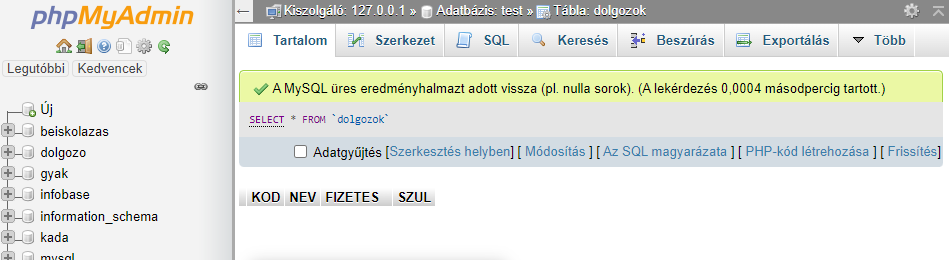 phpMyAdmin
Legutóbbi Kedvencek
Új
beiskolazas
dolgozo
gyak
infobase
information_schema
kada
mysql
Kiszolgáló: 127.0.0.1 » Adatbázis: test » Tábla: dolgozok
Tartalom Szerkezet SQL Keresés Beszúrás Exportálás Több
A MySQL üres eredményhalmazt adott vissza (pl. nulla sorok). (A lekérdezés 0,0004 másodpercig tartott.)
SELECT * FROM `dolgozok`
Adatgyűjtés [Szerkesztés helyben] [ Módosítás ] [ Az SQL magyarázata ] [ PHP-kód létrehozása ] [ Frissítés]
KOD NEV FIZETES SZUL